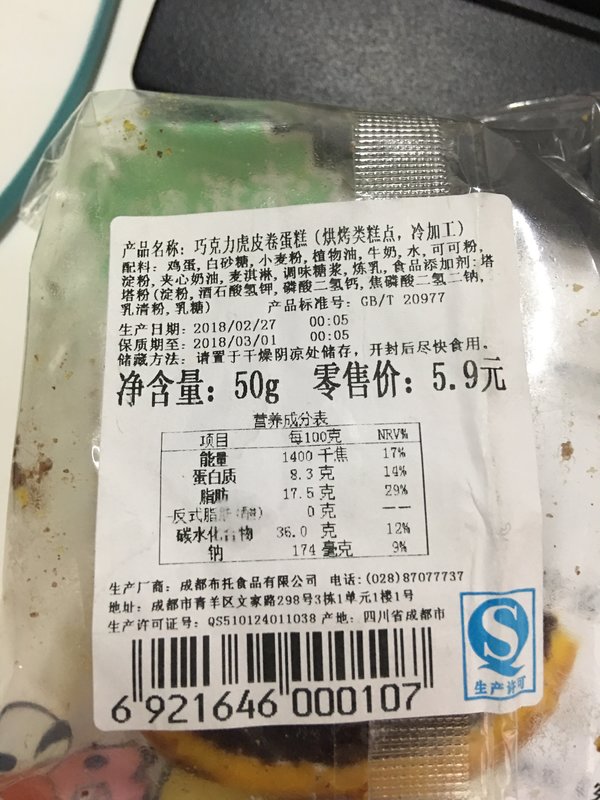 产品名称: 巧克力虎皮卷蛋糕 (烘烤类糕点, 冷加工)
配料: 鸡蛋, 白砂糖, 小麦粉, 植物油, 牛奶, 水, 可可粉,
淀粉, 夹心奶油, 麦淇淋, 调味糖浆, 炼乳, 食品添加剂: 塔
塔粉 (淀粉, 酒石酸氢钾, 磷酸二氢钙, 焦磷酸二氢二钠,
乳清粉, 乳糖) 产品标准号: GB/T 20977
生产日期: 2018/02/27 00:05
保质期至: 2018/03/01 00:05
储藏方法: 请置于干燥阴凉处储存, 开封后尽快食用。
净含量: 50g 零售价: 5.9元
营养成分表
项目 每100克 NRV%
能量 1400 千焦 17%
蛋白质 8.3 克 14%
脂肪 17.5 克 29%
反式脂肪(酸) 0 克 --
碳水化合物 36.0 克 12%
钠 174 毫克 9%
生产厂商: 成都布托食品有限公司 电话: (028)87077737
地址: 成都市青羊区文家路298号3栋1单元1楼1号
生产许可证号: QS510124011038 产地: 四川省成都市
生产许可
6 921646 000107